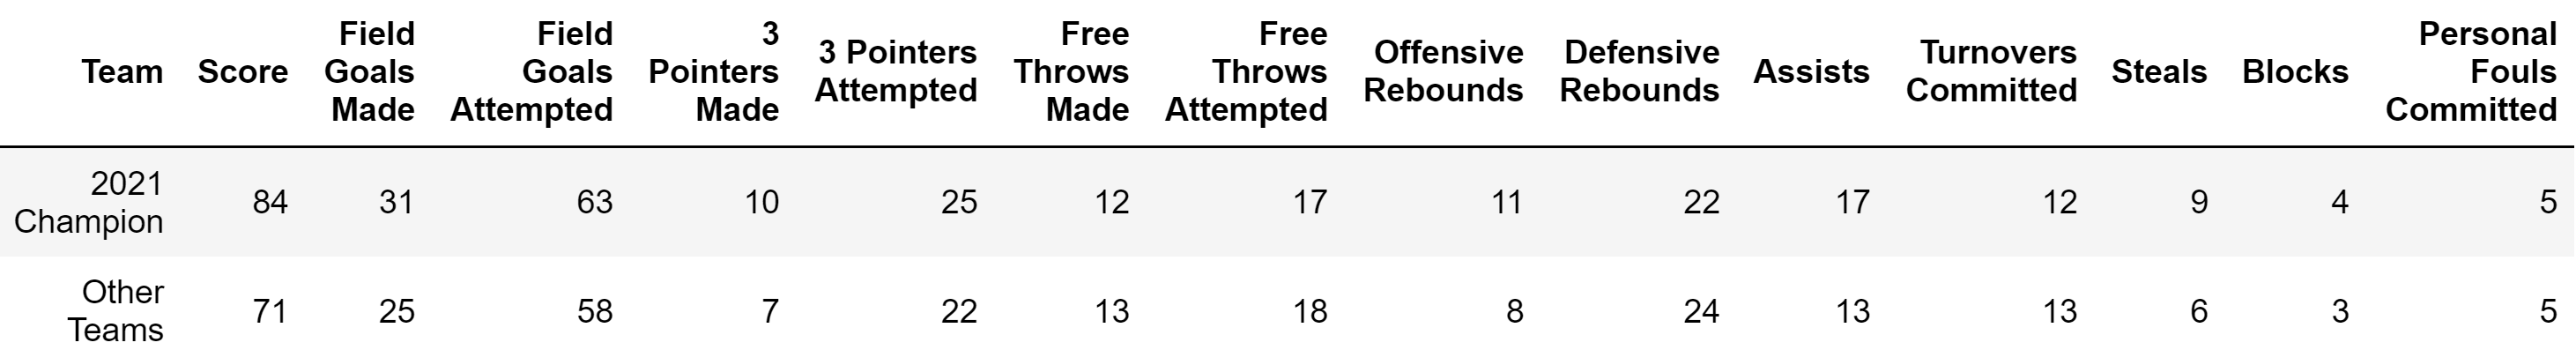 Team Score Field Goals Made Field Goals Attempted 3 Pointers Made 3 Pointers Attempted Free Throws Made Free Throws Attempted Offensive Rebounds Defensive Rebounds Assists Turnovers Committed Steals Blocks Personal Fouls Committed
2021 Champion 84 31 63 10 25 12 17 11 22 17 12 9 4 5
Other Teams 71 25 58 7 22 13 18 8 24 13 13 6 3 5